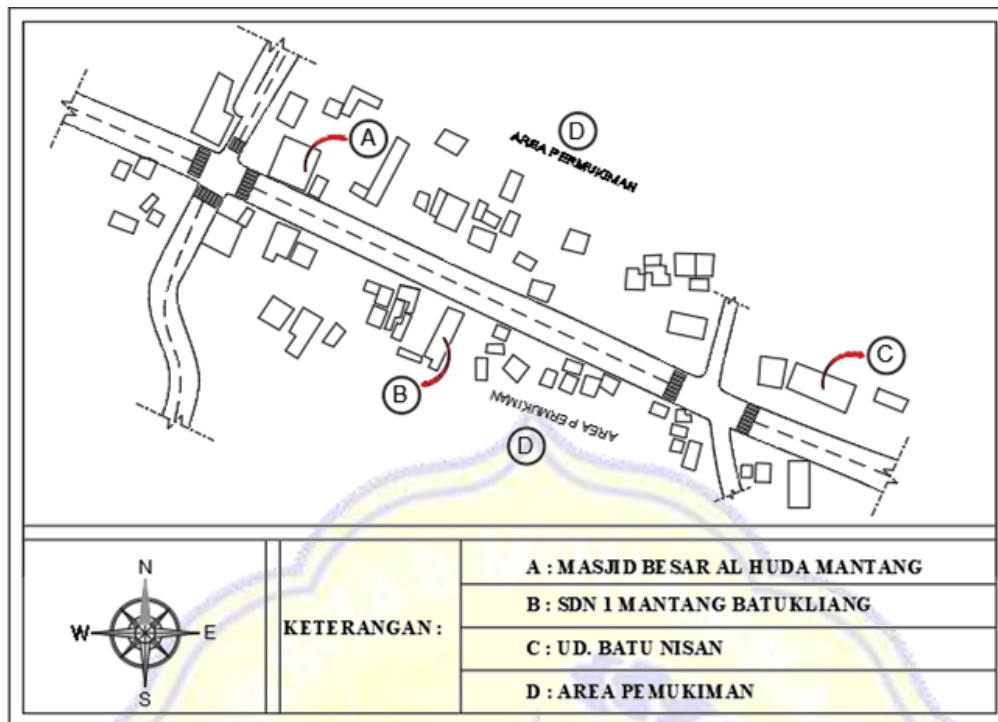 A
D
AREA PERMUKIMAN
C
B
AREA PERMUKIMAN
D
N
W
E
S
KETERANGAN :
A : MASJID BESAR AL HUDA MANTANG
B : SDN 1 MANTANG BATUKLIANG
C : UD. BATU NISAN
D : AREA PEMUKIMAN